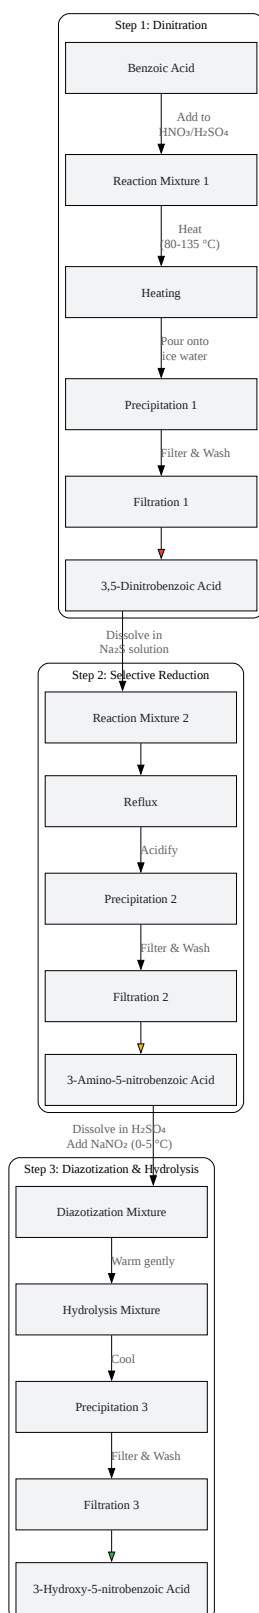 Step 1: Dinitration
Benzoic Acid
Add to
HNO₃/H₂SO₄
Reaction Mixture 1
Heat
(80-135 °C)
Heating
Pour onto
ice water
Precipitation 1
Filter & Wash
Filtration 1
3,5-Dinitrobenzoic Acid
Dissolve in
Na₂S solution
Step 2: Selective Reduction
Reaction Mixture 2
Reflux
Acidify
Precipitation 2
Filter & Wash
Filtration 2
3-Amino-5-nitrobenzoic Acid
Dissolve in H₂SO₄
Add NaNO₂ (0-5 °C)
Step 3: Diazotization & Hydrolysis
Diazotization Mixture
Warm gently
Hydrolysis Mixture
Cool
Precipitation 3
Filter & Wash
Filtration 3
3-Hydroxy-5-nitrobenzoic Acid